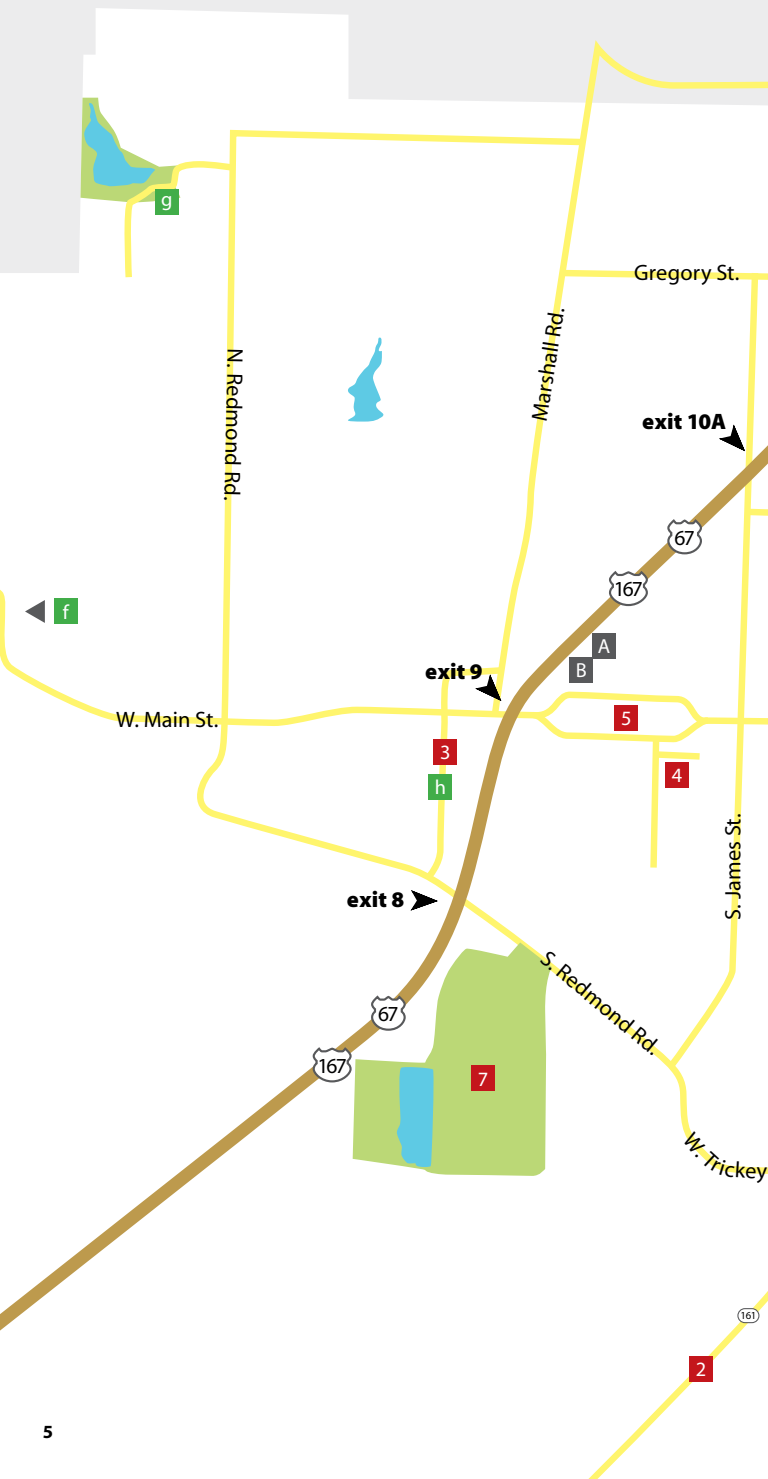 g
Gregory St.
N. Redmond Rd.
Marshall Rd.
exit 10A
67
167
f
A
B
exit 9
W. Main St.
5
3
4
h
S. James St.
exit 8
S. Redmond Rd.
67
167
7
W. Trickey
161
2
5